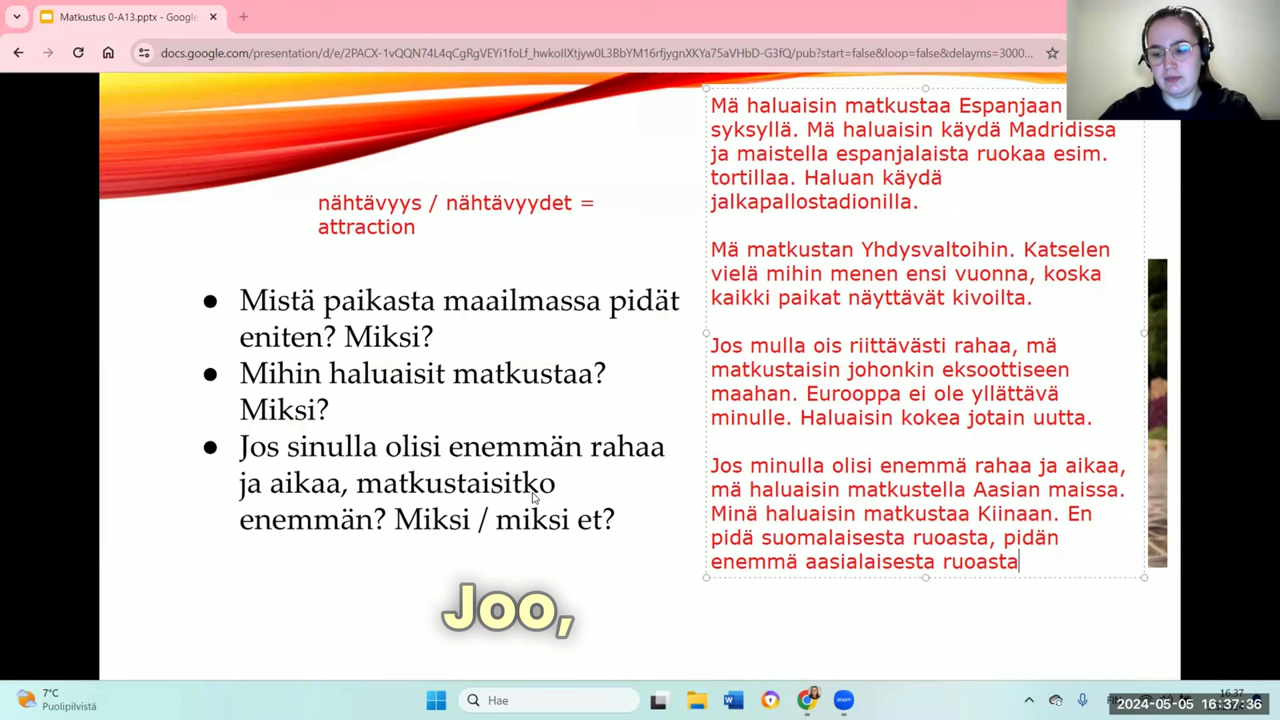 Matkustus 0-A13.pptx - Google
docs.google.com/presentation/d/e/2PACX-1vQQN74L4qCgRgTEYi1foLf_hwkoIIXtjyw0L3BbYM16rfjygnXKYa75aVHbD-G3fQ/pub?start=false&loop=false&delayms=3000...
nähtävyys / nähtävyydet =
attraction
● Mistä paikasta maailmassa pidät
eniten? Miksi?
● Mihin haluaisit matkustaa?
Miksi?
● Jos sinulla olisi enemmän rahaa
ja aikaa, matkustaisitko
enemmän? Miksi / miksi et?
Mä haluaisin matkustaa Espanjaan
syksyllä. Mä haluaisin käydä Madridissa
ja maistella espanjalaista ruokaa esim.
tortillaa. Haluan käydä
jalkapallostadionilla.
Mä matkustan Yhdysvaltoihin. Katselen
vielä mihin menen ensi vuonna, koska
kaikki paikat näyttävät kivoilta.
Jos mulla ois riittävästi rahaa, mä
matkustaisin johonkin eksoottiseen
maahan. Eurooppa ei ole yllättävä
minulle. Haluaisin kokea jotain uutta.
Jos minulla olisi enemmä rahaa ja aikaa,
mä haluaisin matkustella Aasian maissa.
Minä haluaisin matkustaa Kiinaan. En
pidä suomalaisesta ruoasta, pidän
enemmä aasialaisesta ruoasta
Joo,
7°C
Puolipilvistä
Hae
zoom
16.37
2024-05-05 16:37:36